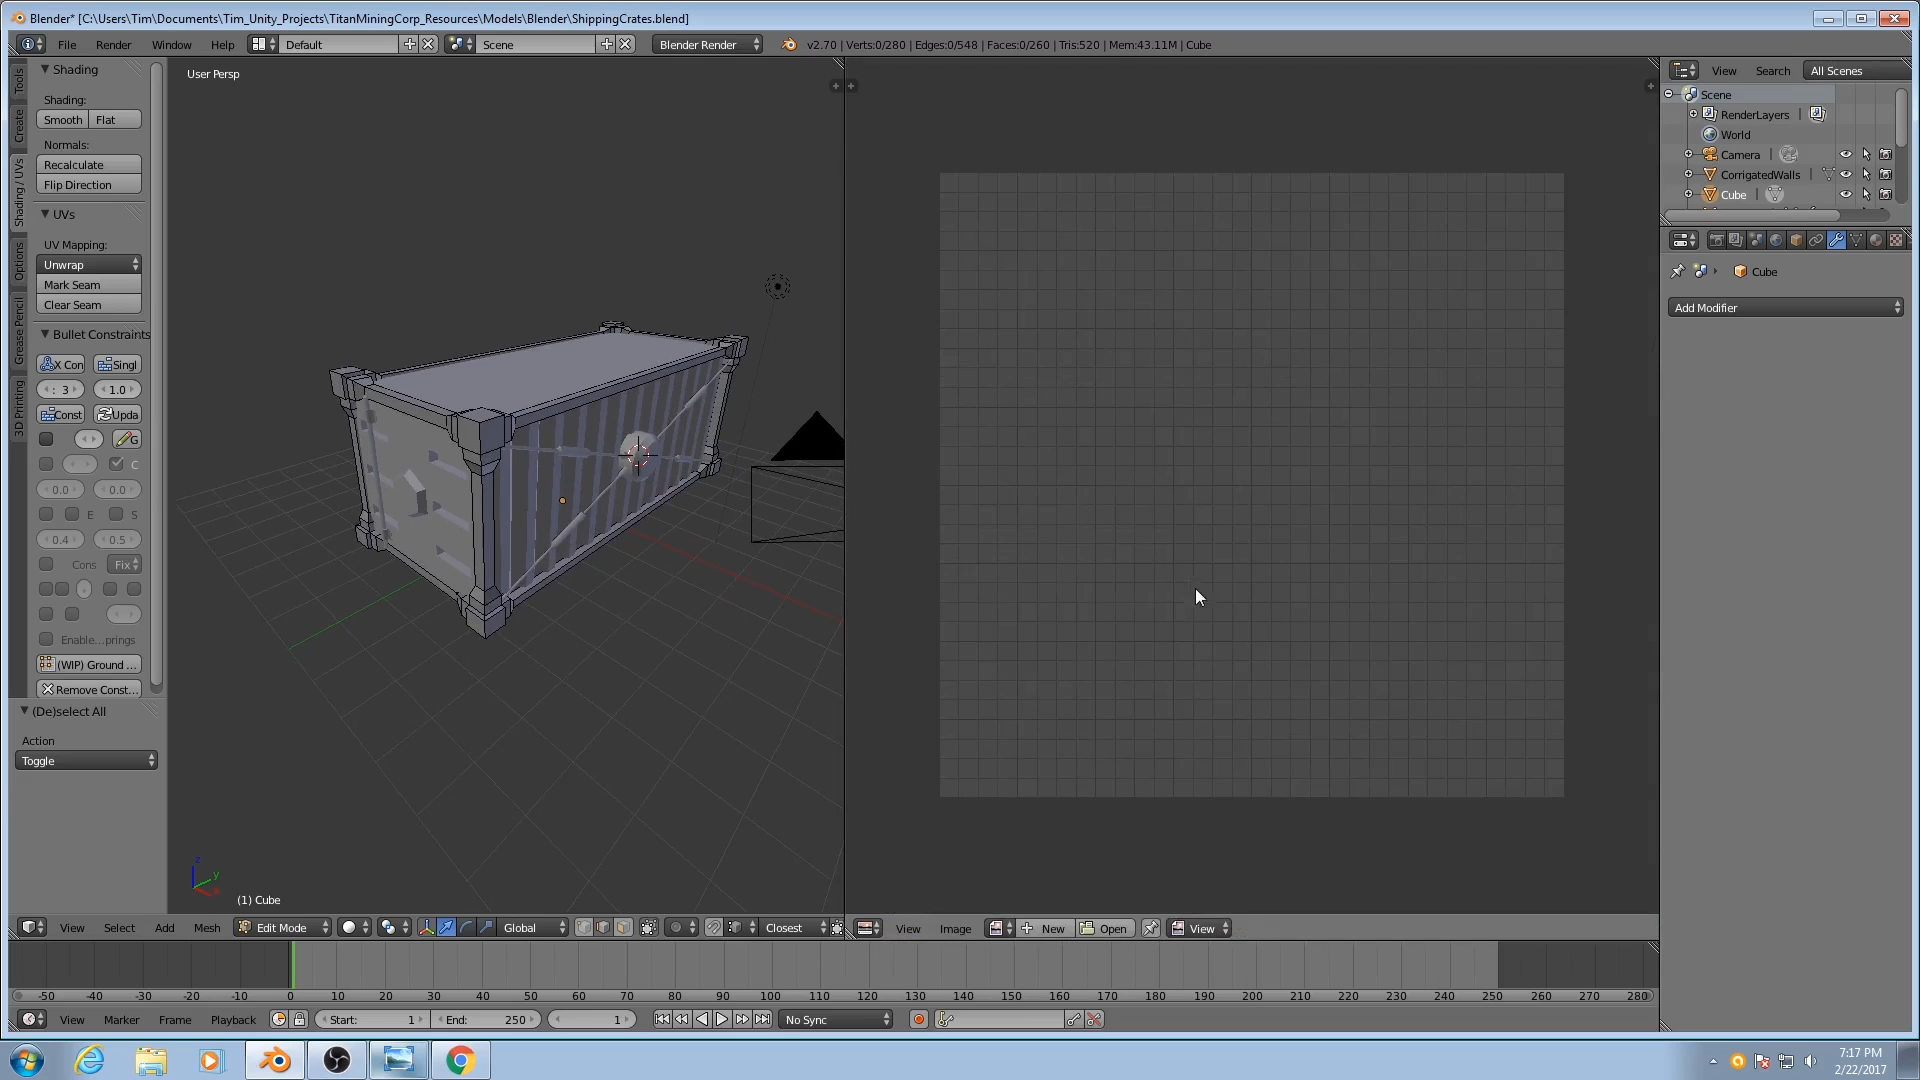 Blender* [C:\Users\Tim\Documents\Tim_Unity_Projects\TitanMiningCorp_Resources\Models\Blender\ShippingCrates.blend]
File Render Window Help Default Scene Blender Render v2.70 | Verts:0/280 | Edges:0/548 | Faces:0/260 | Tris:520 | Mem:43.11M | Cube
Tools
Create
Shading / UVs
Options
Grease Pencil
3D Printing
Shading
Shading:
Smooth Flat
Normals:
Recalculate
Flip Direction
UVs
UV Mapping:
Unwrap
Mark Seam
Clear Seam
Bullet Constraints
X Con Singl
: 3 1.0
Const Upda
G
C
0.0 0.0
E S
0.4 0.5
Cons Fix
Enable...prings
(WIP) Ground ...
Remove Const...
(De)select All
Action
Toggle
User Persp
z
y
x
(1) Cube
View Select Add Mesh Edit Mode Global Closest
View Image New Open View
View Search All Scenes
Scene
RenderLayers
World
Camera
CorrigatedWalls
Cube
Cube
Add Modifier
-50 -40 -30 -20 -10 0 10 20 30 40 50 60 70 80 90 100 110 120 130 140 150 160 170 180 190 200 210 220 230 240 250 260 270 280
View Marker Frame Playback Start: 1 End: 250 1 No Sync
7:17 PM
2/22/2017